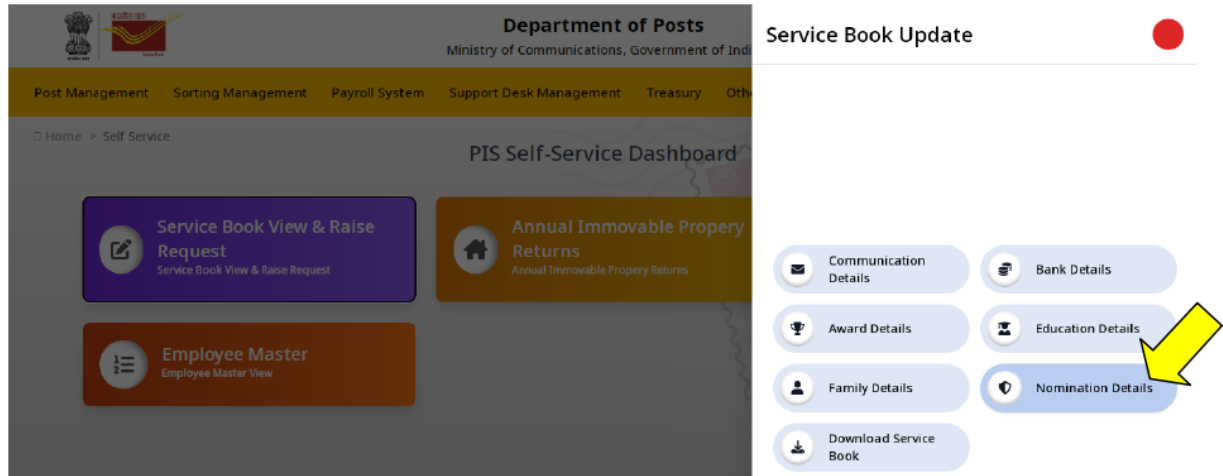 Department of Posts
Ministry of Communications, Government of Indi
Post Management Sorting Management Payroll System Support Desk Management Treasury Oth
Home > Self Service
PIS Self-Service Dashboard
Service Book View & Raise
Request
Service Book View & Raise Request
Annual Immovable Propery
Returns
Annual Immovable Propery Returns
Employee Master
Employee Master View
Service Book Update
Communication
Details
Bank Details
Award Details
Education Details
Family Details
Nomination Details
Download Service
Book